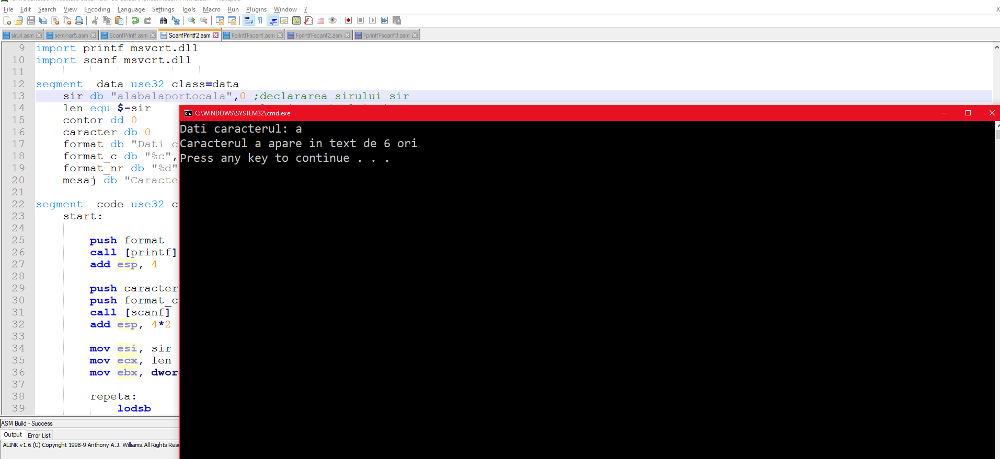 File Edit Search View Encoding Language Settings Tools Macro Run Plugins Window ? X
siruri.asm seminar5.asm ScanfPrintf.asm ScanfPrintf2.asm FprintfFscanf.asm FprintfFscanf2.asm FprintfFscanf3.asm
9 import printf msvcrt.dll
10 import scanf msvcrt.dll
11
12 segment data use32 class=data
13 sir db "alabalaportocala",0 ;declararea sirului sir
14 len equ $-sir
15 contor dd 0
16 caracter db 0
17 format db "Dati c
18 format_c db "%c",
19 format_nr db "%d"
20 mesaj db "Caracte
21
22 segment code use32 c
23 start:
24
25 push format
26 call [printf]
27 add esp, 4
28
29 push caracter
30 push format_c
31 call [scanf]
32 add esp, 4*2
33
34 mov esi, sir
35 mov ecx, len
36 mov ebx, dwor
37
38 repeta:
39 lodsb
C:\WINDOWS\SYSTEM32\cmd.exe
Dati caracterul: a
Caracterul a apare in text de 6 ori
Press any key to continue . . .
ASM Build - Success
Output Error List
ALINK v1.6 (C) Copyright 1998-9 Anthony A.J. Williams.All Rights Rese